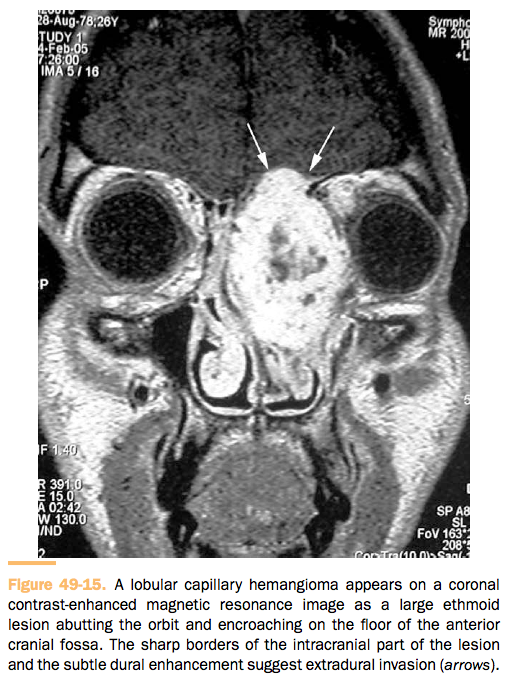 28-Aug-78;26Y
STUDY 1
4-Feb-05
7:26:00
IMA 5 / 16
Sympho
MR 200
H
+L
P
5
IF 1.40
R 391.0
E 15.0
A 02:42
W 130.0
/ND
2
SP A8
SL
FoV 163*
208*
Cor>Tra(10.0)>Sag(-
Figure 49-15. A lobular capillary hemangioma appears on a coronal
contrast-enhanced magnetic resonance image as a large ethmoid
lesion abutting the orbit and encroaching on the floor of the anterior
cranial fossa. The sharp borders of the intracranial part of the lesion
and the subtle dural enhancement suggest extradural invasion (arrows).